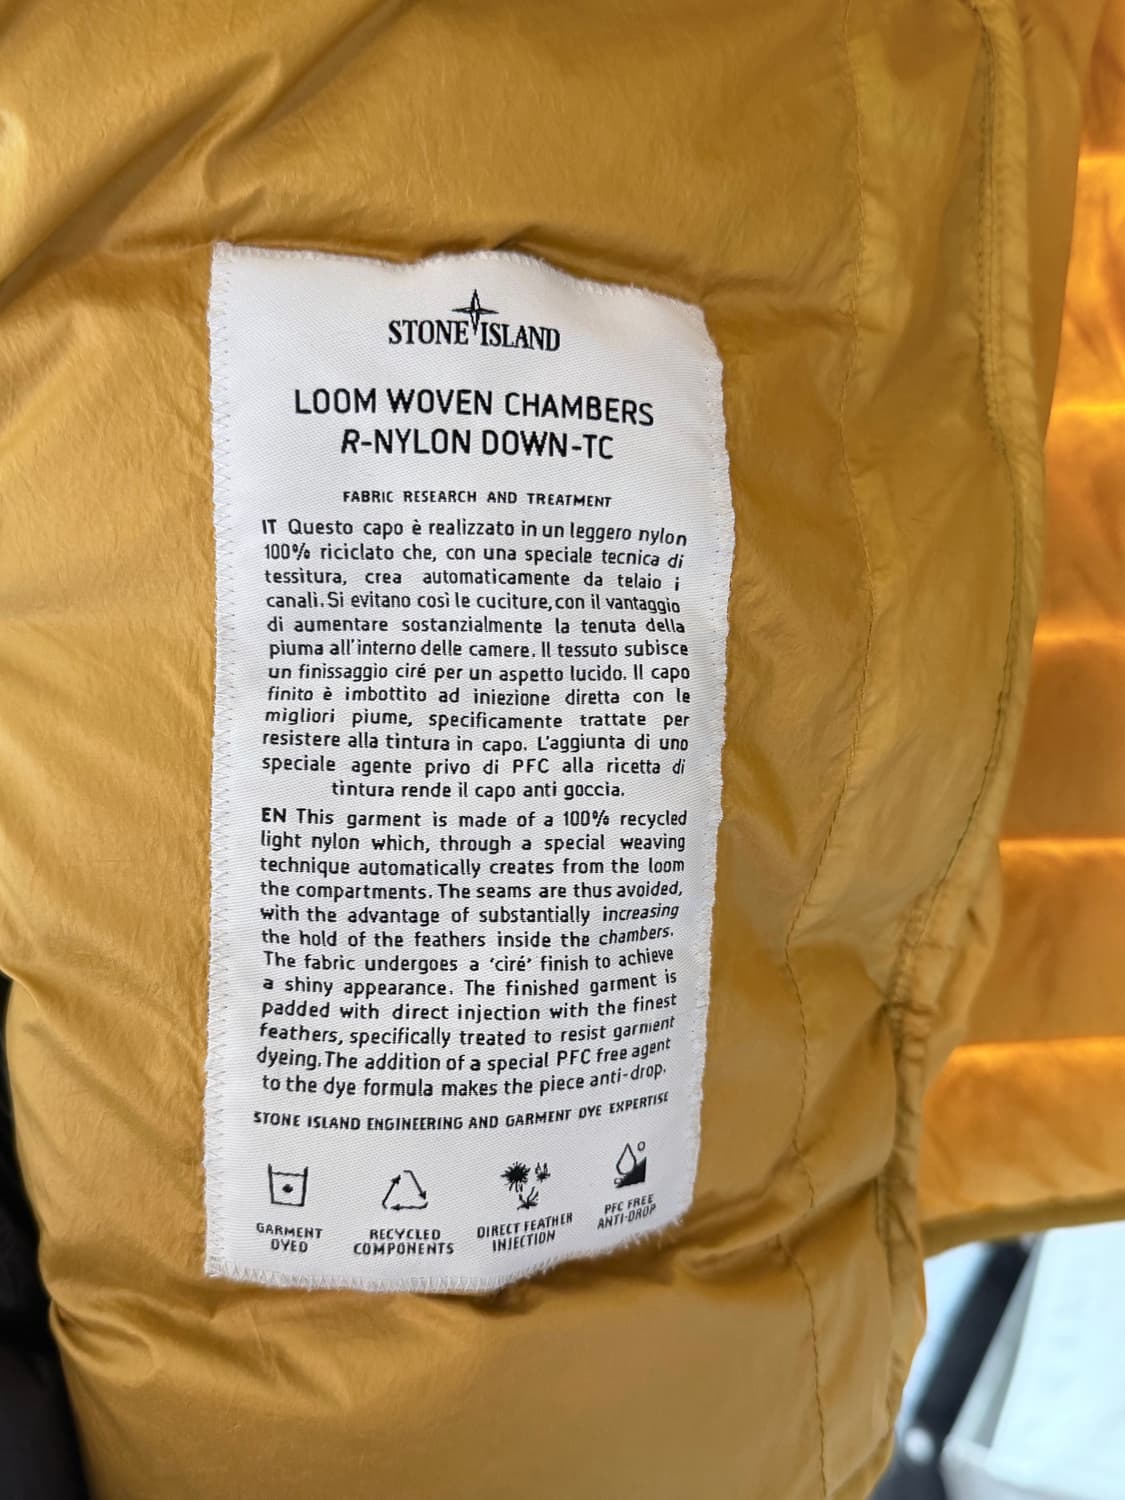 STONE ISLAND
LOOM WOVEN CHAMBERS
R-NYLON DOWN-TC
FABRIC RESEARCH AND TREATMENT
IT Questo capo è realizzato in un leggero nylon
100% riciclato che, con una speciale tecnica di
tessitura, crea automaticamente da telaio i
canali. Si evitano così le cuciture, con il vantaggio
di aumentare sostanzialmente la tenuta della
piuma all'interno delle camere. Il tessuto subisce
un finissaggio ciré per un aspetto lucido. Il capo
finito è imbottito ad iniezione diretta con le
migliori piume, specificamente trattate per
resistere alla tintura in capo. L'aggiunta di uno
speciale agente privo di PFC alla ricetta di
tintura rende il capo anti goccia.
EN This garment is made of a 100% recycled
light nylon which, through a special weaving
technique automatically creates from the loom
the compartments. The seams are thus avoided,
with the advantage of substantially increasing
the hold of the feathers inside the chambers.
The fabric undergoes a 'ciré' finish to achieve
a shiny appearance. The finished garment is
padded with direct injection with the finest
feathers, specifically treated to resist garment
dyeing. The addition of a special PFC free agent
to the dye formula makes the piece anti-drop.
STONE ISLAND ENGINEERING AND GARMENT DYE EXPERTISE
GARMENT
DYED
RECYCLED
COMPONENTS
DIRECT FEATHER
INJECTION
PFC FREE
ANTI-DROP